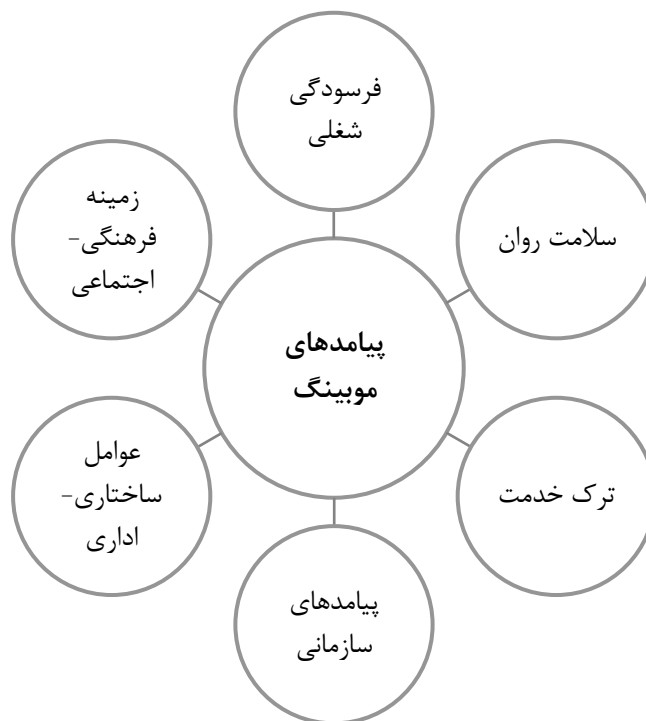 فرسودگی
شغلی
سلامت روان
ترک خدمت
پیامدهای
سازمانی
عوامل
ساختاری-
اداری
زمینه
فرهنگی-
اجتماعی
پیامدهای
موبینگ